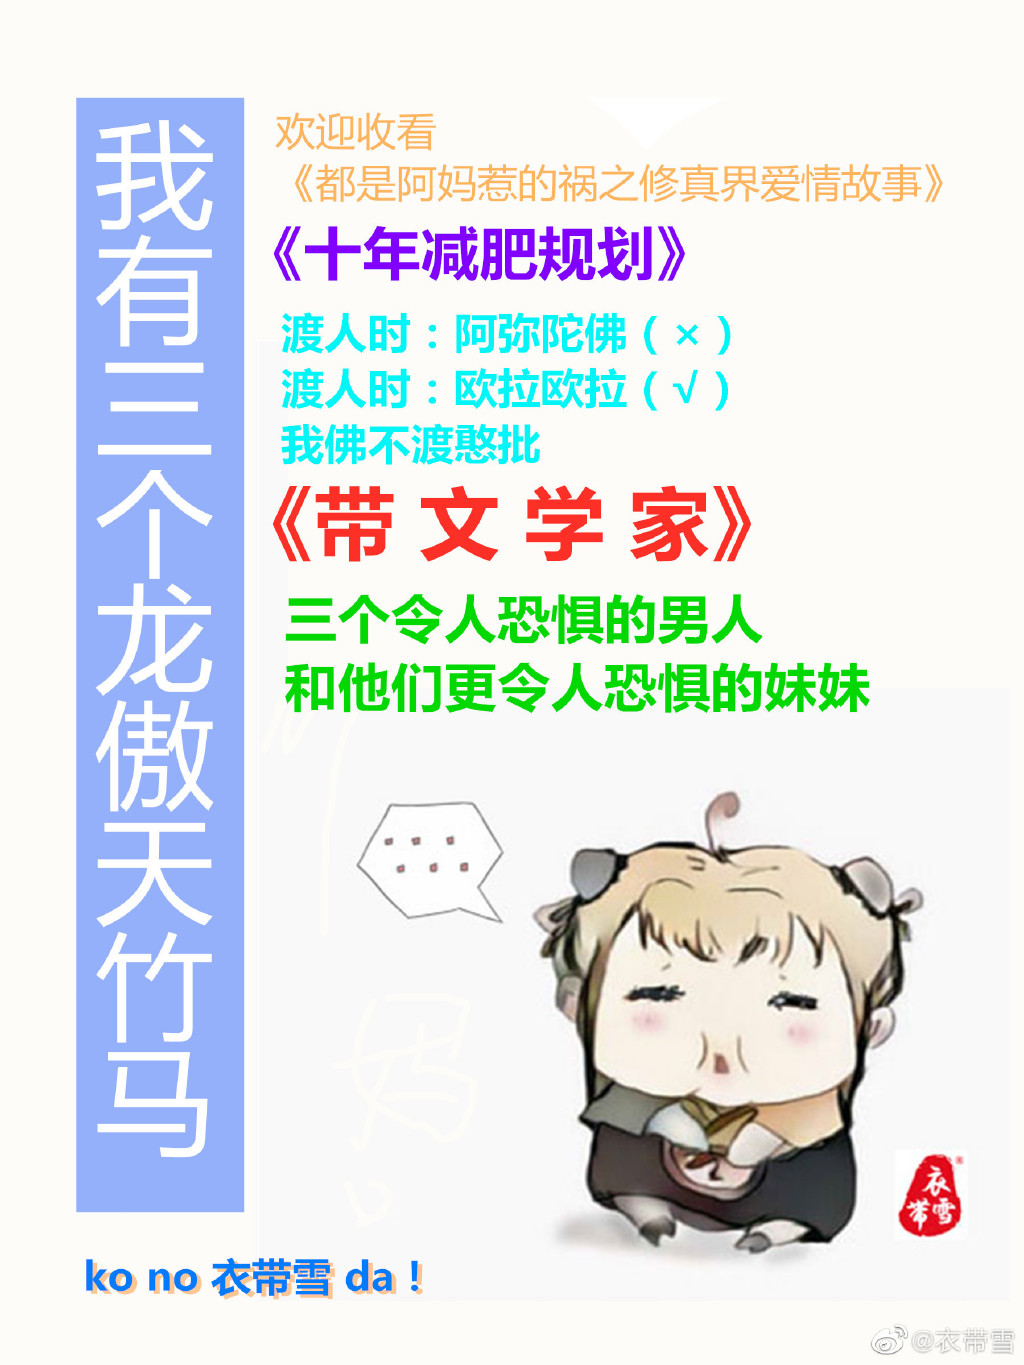 我有三个龙傲天竹马
欢迎收看
《都是阿妈惹的祸之修真界爱情故事》
《十年减肥规划》
渡人时：阿弥陀佛（×）
渡人时：欧拉欧拉（√）
我佛不渡憨批
《带文学家》
三个令人恐惧的男人
和他们更令人恐惧的妹妹
衣带雪
ko no 衣带雪 da！
@衣带雪